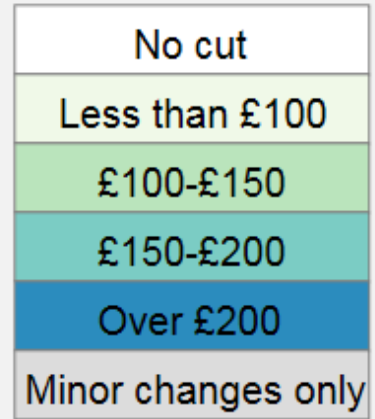 No cut
Less than £100
£100-£150
£150-£200
Over £200
Minor changes only